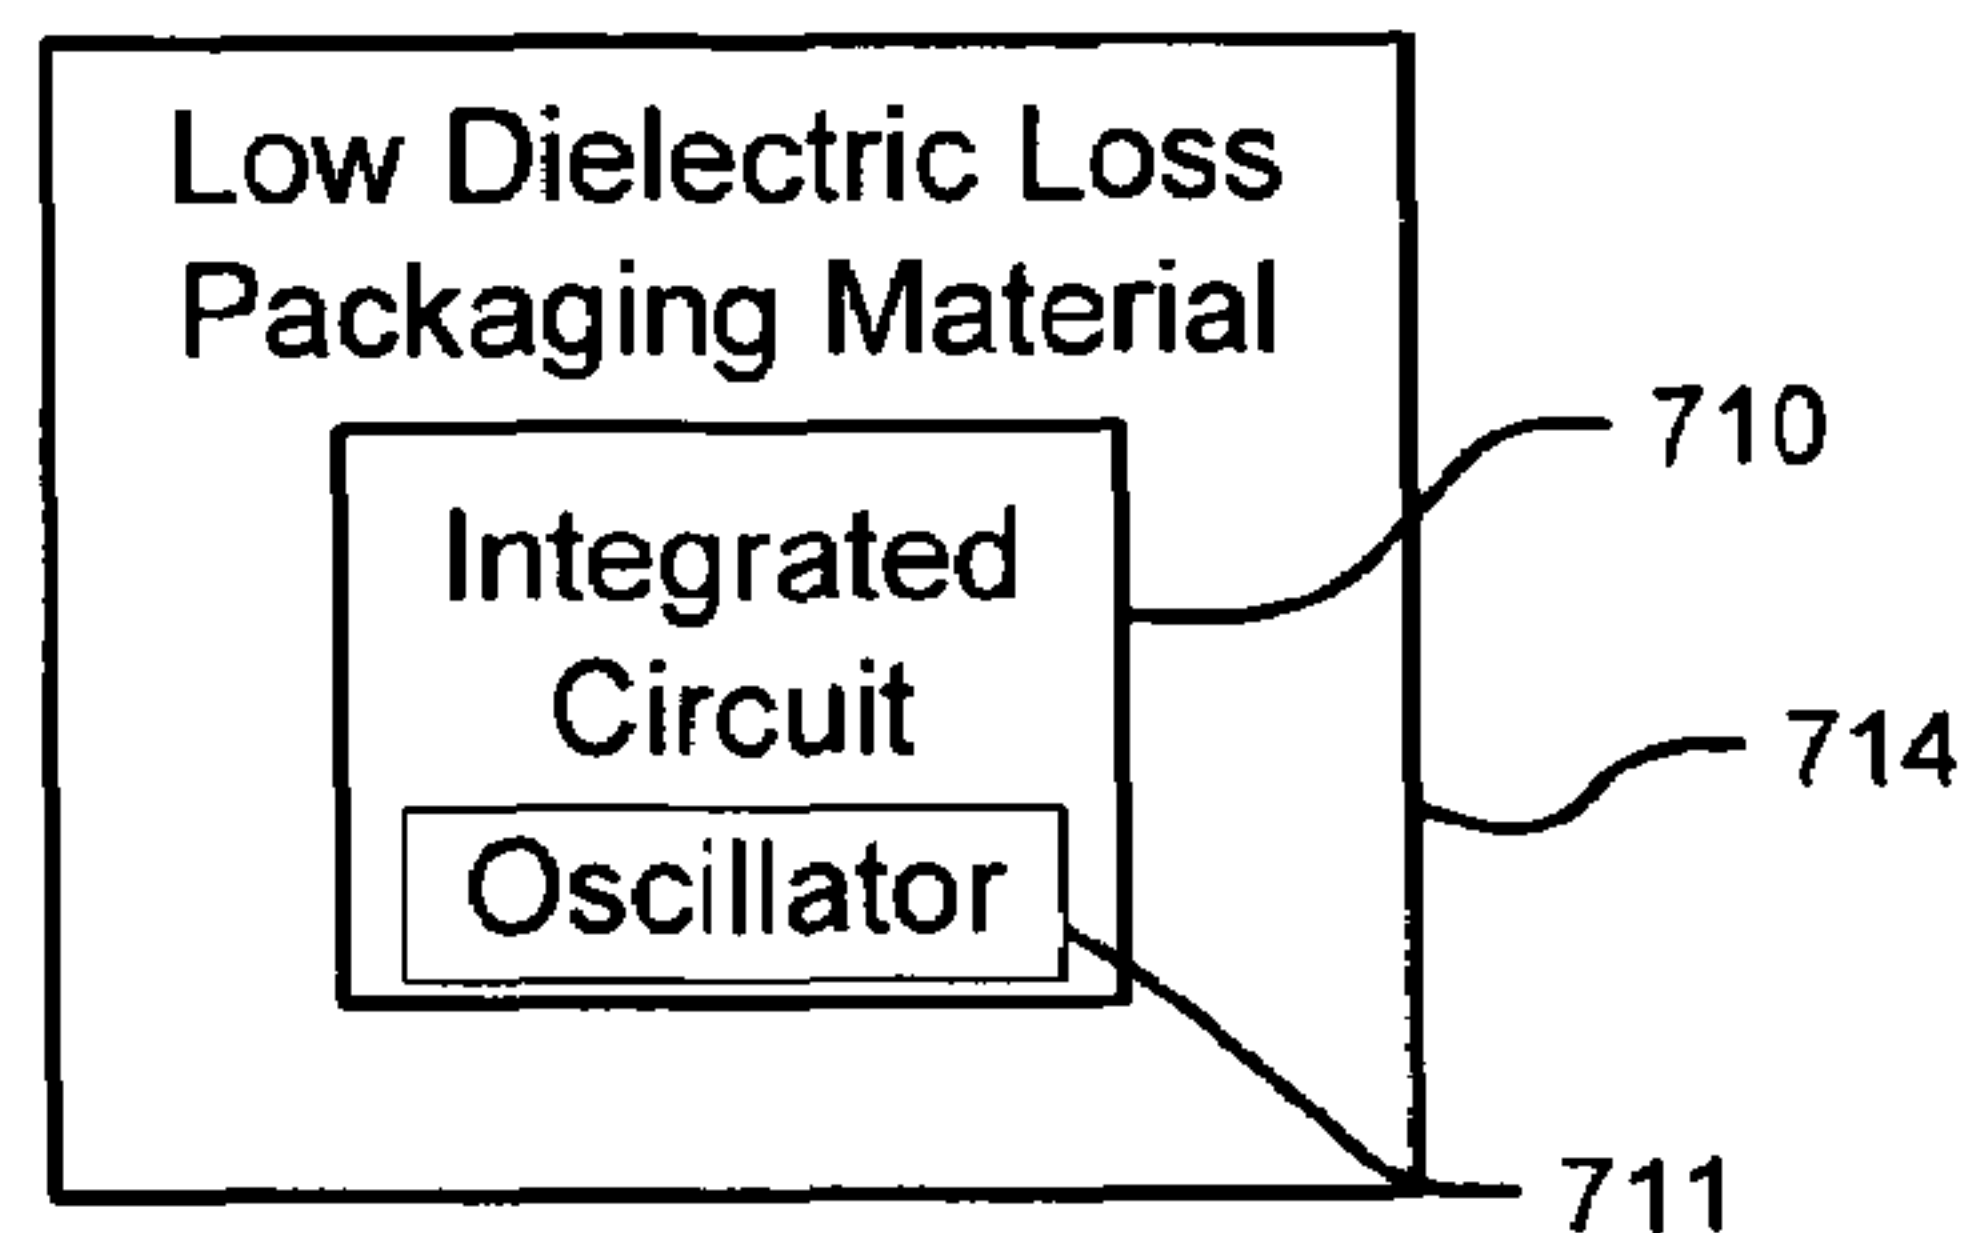 Low Dielectric Loss
Packaging Material
710
Integrated
Circuit
714
Oscillator
711